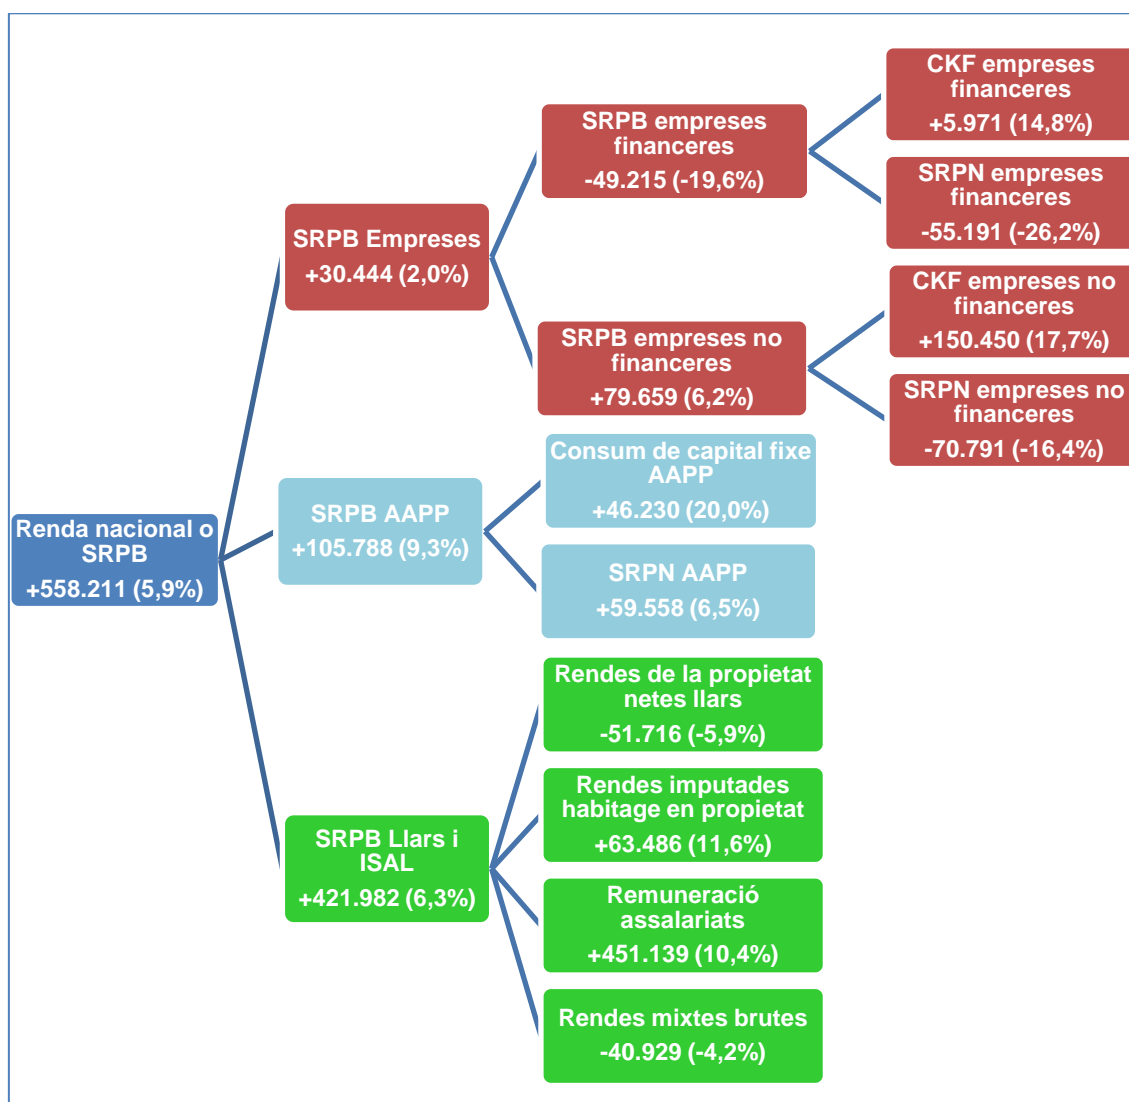 Renda nacional o
SRPB
+558.211 (5,9%)
SRPB Empreses
+30.444 (2,0%)
SRPB empreses
financeres
-49.215 (-19,6%)
CKF empreses
financeres
+5.971 (14,8%)
SRPN empreses
financeres
-55.191 (-26,2%)
SRPB empreses no
financeres
+79.659 (6,2%)
CKF empreses no
financeres
+150.450 (17,7%)
SRPN empreses no
financeres
-70.791 (-16,4%)
SRPB AAPP
+105.788 (9,3%)
Consum de capital fixe
AAPP
+46.230 (20,0%)
SRPN AAPP
+59.558 (6,5%)
SRPB Llars i
ISAL
+421.982 (6,3%)
Rendes de la propietat
netes llars
-51.716 (-5,9%)
Rendes imputades
habitage en propietat
+63.486 (11,6%)
Remuneració
assalariats
+451.139 (10,4%)
Rendes mixtes brutes
-40.929 (-4,2%)